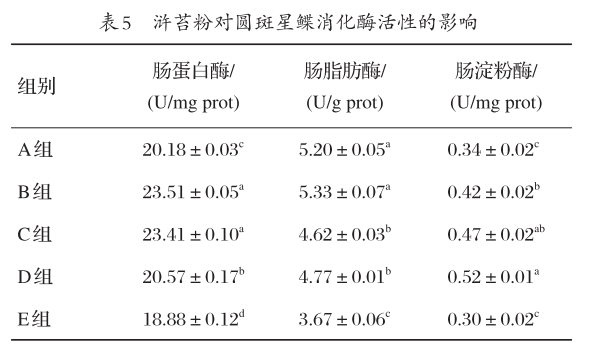 表5 浒苔粉对圆斑星鲽消化酶活性的影响
组别 肠蛋白酶/ (U/mg prot) 肠脂肪酶/ (U/g prot) 肠淀粉酶/ (U/mg prot)
A组 20.18±0.03ᶜ 5.20±0.05ᵃ 0.34±0.02ᶜ
B组 23.51±0.05ᵃ 5.33±0.07ᵃ 0.42±0.02ᵇ
C组 23.41±0.10ᵃ 4.62±0.03ᵇ 0.47±0.02ᵃᵇ
D组 20.57±0.17ᵇ 4.77±0.01ᵇ 0.52±0.01ᵃ
E组 18.88±0.12ᵈ 3.67±0.06ᶜ 0.30±0.02ᶜ